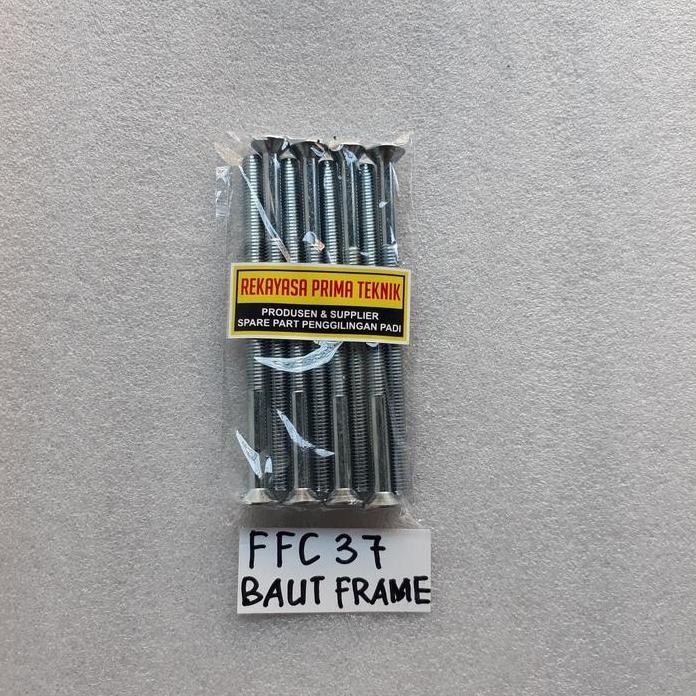 REKAYASA PRIMA TEKNIK
PRODUSEN & SUPPLIER
SPARE PART PENGGILINGAN PADI
FFC 37
BAUT FRAME